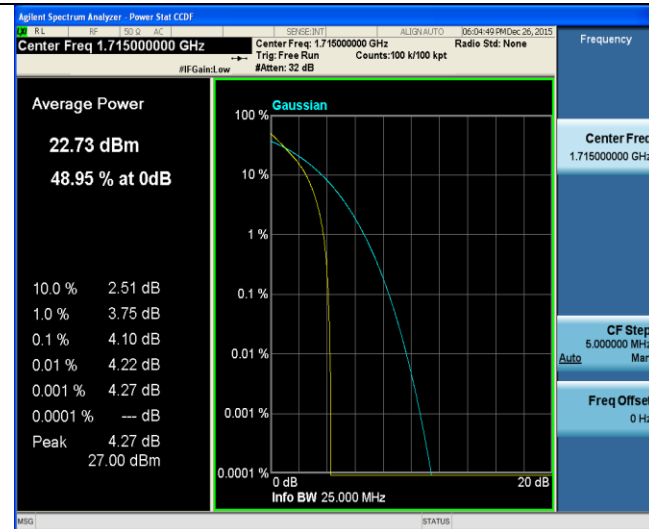 Agilent Spectrum Analyzer - Power Stat CCDF
RL RF 50 Ω AC SENSE:INT ALIGN AUTO 06:04:49 PM Dec 26, 2015
Center Freq 1.715000000 GHz
Center Freq: 1.715000000 GHz Radio Std: None
Trig: Free Run Counts:100 k/100 kpt
#IFGain:Low #Atten: 32 dB
Frequency
Average Power
22.73 dBm
48.95 % at 0dB
10.0 % 2.51 dB
1.0 % 3.75 dB
0.1 % 4.10 dB
0.01 % 4.22 dB
0.001 % 4.27 dB
0.0001 % --- dB
Peak 4.27 dB
27.00 dBm
Gaussian
100 %
10 %
1 %
0.1 %
0.01 %
0.001 %
0.0001 %
0 dB 20 dB
Info BW 25.000 MHz
Center Freq
1.715000000 GHz
CF Step
5.000000 MHz
Auto Man
Freq Offset
0 Hz
MSG STATUS